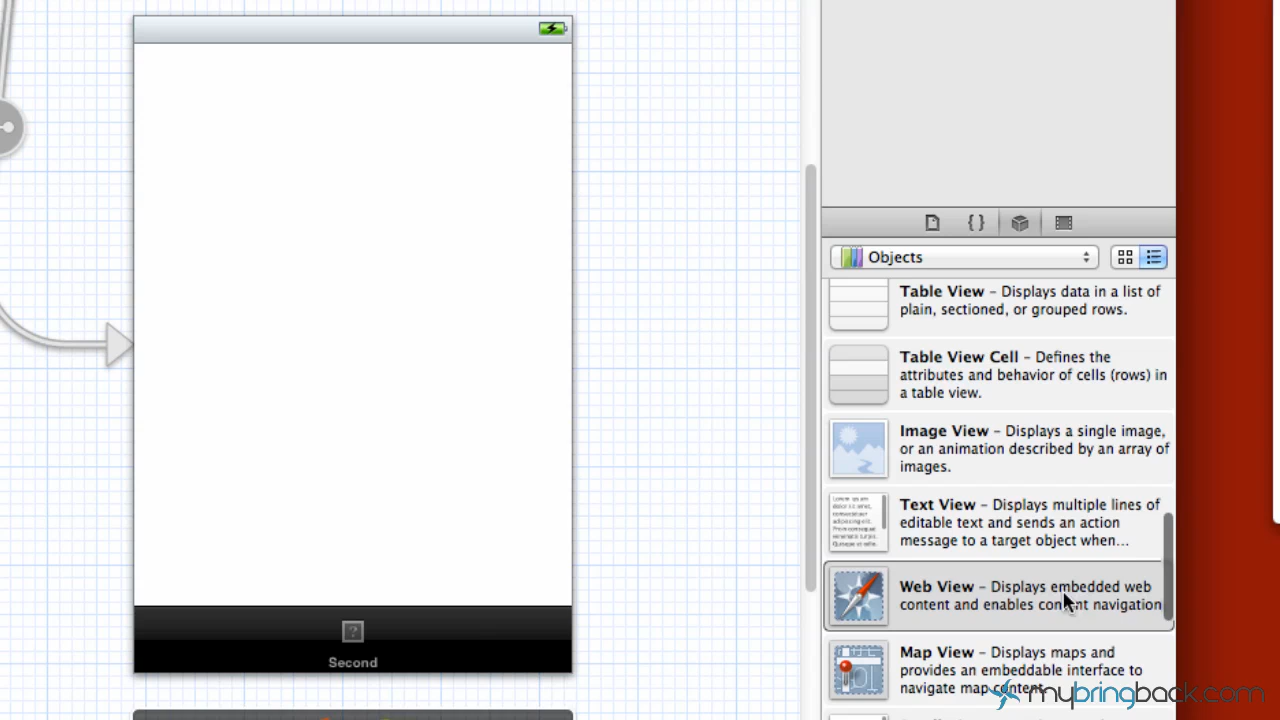 Second
Objects
Table View – Displays data in a list of
plain, sectioned, or grouped rows.
Table View Cell – Defines the
attributes and behavior of cells (rows) in
a table view.
Image View – Displays a single image,
or an animation described by an array of
images.
Text View – Displays multiple lines of
editable text and sends an action
message to a target object when...
Web View – Displays embedded web
content and enables content navigation
Map View – Displays maps and
provides an embeddable interface to
navigate map content.
mybringback.com